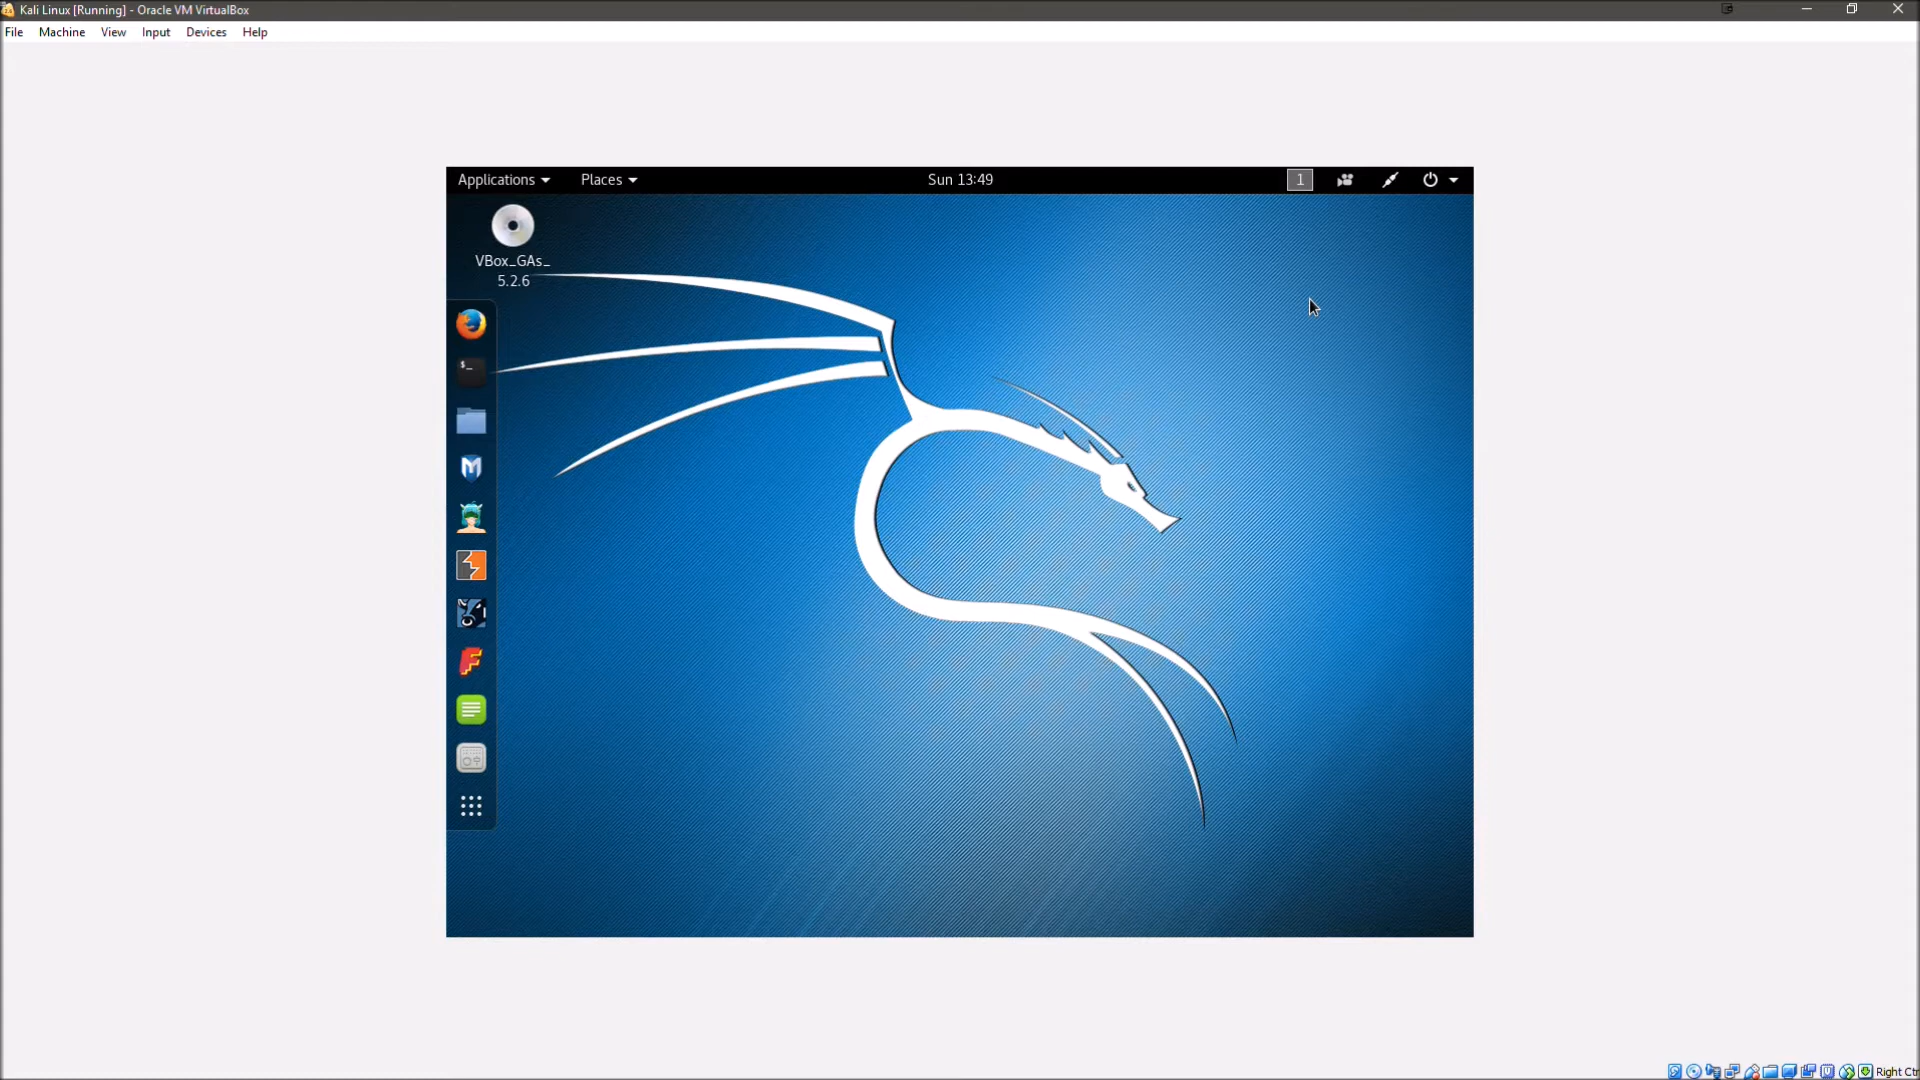 Kali Linux [Running] - Oracle VM VirtualBox
File Machine View Input Devices Help
Applications Places Sun 13:49 1
VBox_GAs_
5.2.6
$_
Right Ctr